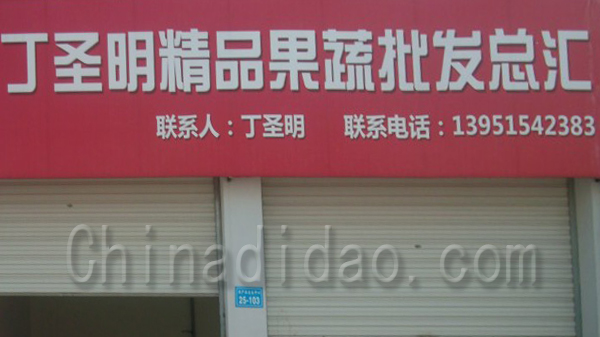 丁圣明精品果蔬批发总汇
联系人：丁圣明 联系电话：13951542383
Chinadidao.com
35-103